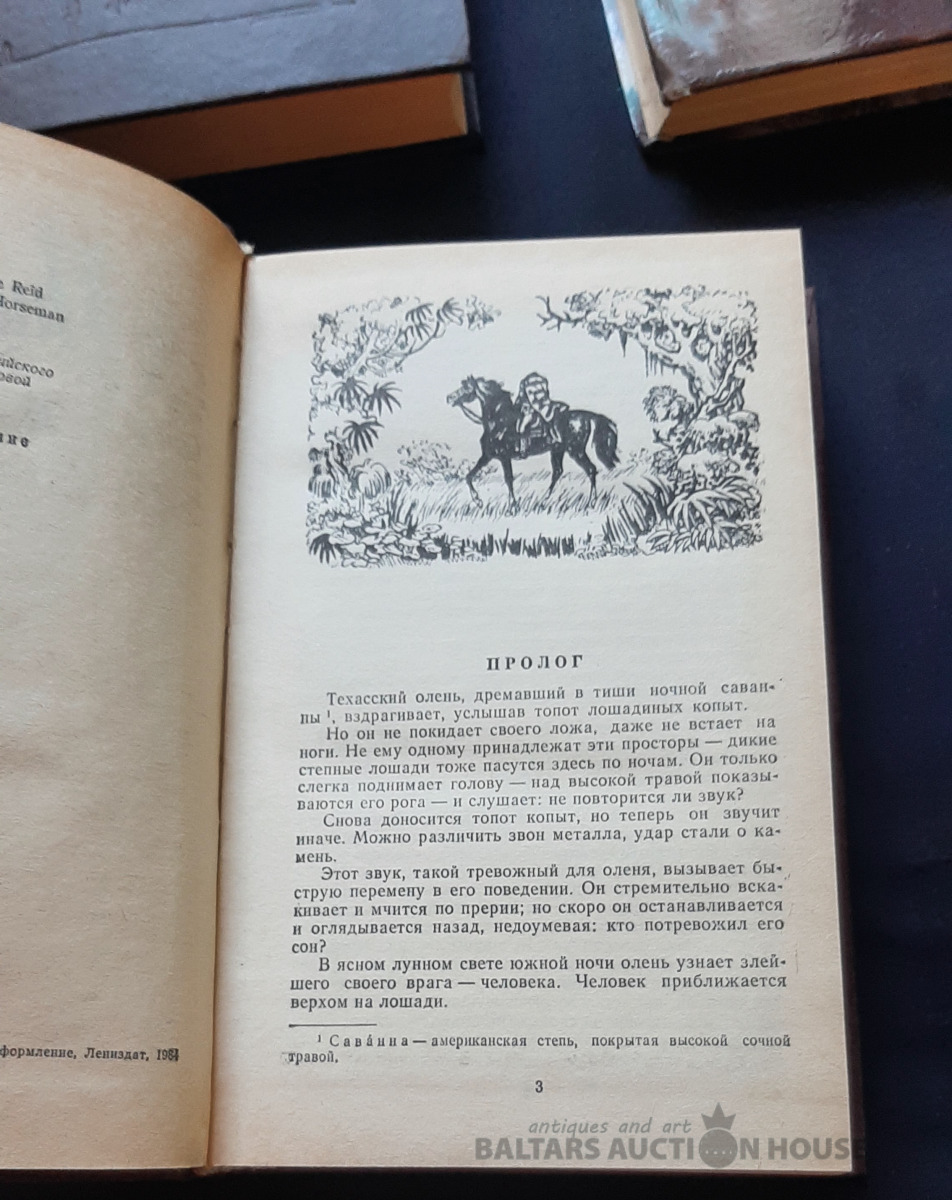 e Reid
Horseman
ийского
овой
ние
формление, Лениздат, 1984
ПРОЛОГ
Техасский олень, дремавший в тиши ночной саван-
ны ¹, вздрагивает, услышав топот лошадиных копыт.
Но он не покидает своего ложа, даже не встает на
ноги. Не ему одному принадлежат эти просторы — дикие
степные лошади тоже пасутся здесь по ночам. Он только
слегка поднимает голову — над высокой травой показы-
ваются его рога — и слушает: не повторится ли звук?
Снова доносится топот копыт, но теперь он звучит
иначе. Можно различить звон металла, удар стали о ка-
мень.
Этот звук, такой тревожный для оленя, вызывает бы-
струю перемену в его поведении. Он стремительно вска-
кивает и мчится по прерии; но скоро он останавливается
и оглядывается назад, недоумевая: кто потревожил его
сон?
В ясном лунном свете южной ночи олень узнает злей-
шего своего врага — человека. Человек приближается
верхом на лошади.
¹ Сава́нна — американская степь, покрытая высокой сочной
травой.
3
antiques and art
BALTARS AUCTION HOUSE